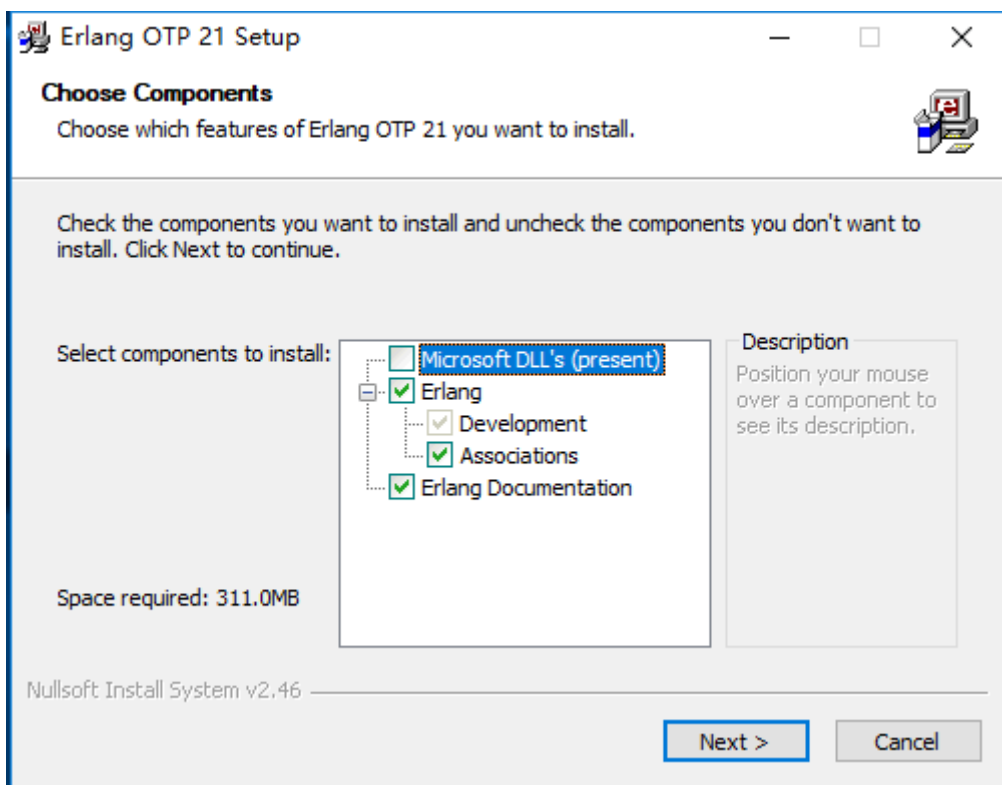 Erlang OTP 21 Setup
Choose Components
Choose which features of Erlang OTP 21 you want to install.
Check the components you want to install and uncheck the components you don't want to
install. Click Next to continue.
Select components to install:
Microsoft DLL's (present)
Erlang
Development
Associations
Erlang Documentation
Description
Position your mouse
over a component to
see its description.
Space required: 311.0MB
Nullsoft Install System v2.46
Next >
Cancel